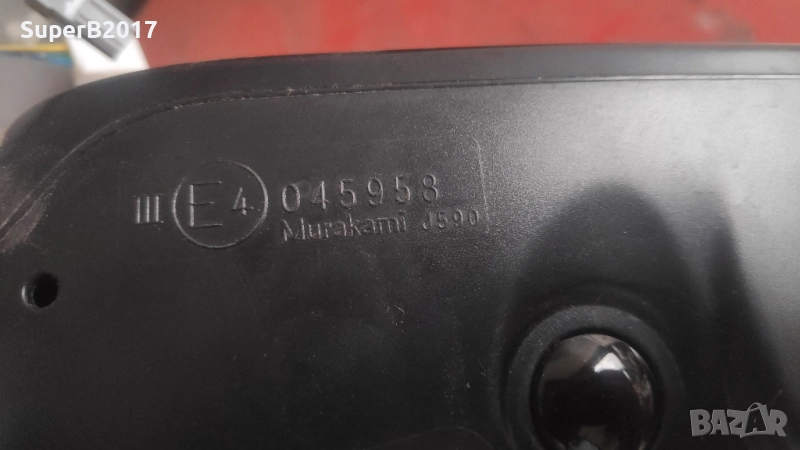 SuperB2017
III E4 045958
Murakami J590
BAZAR